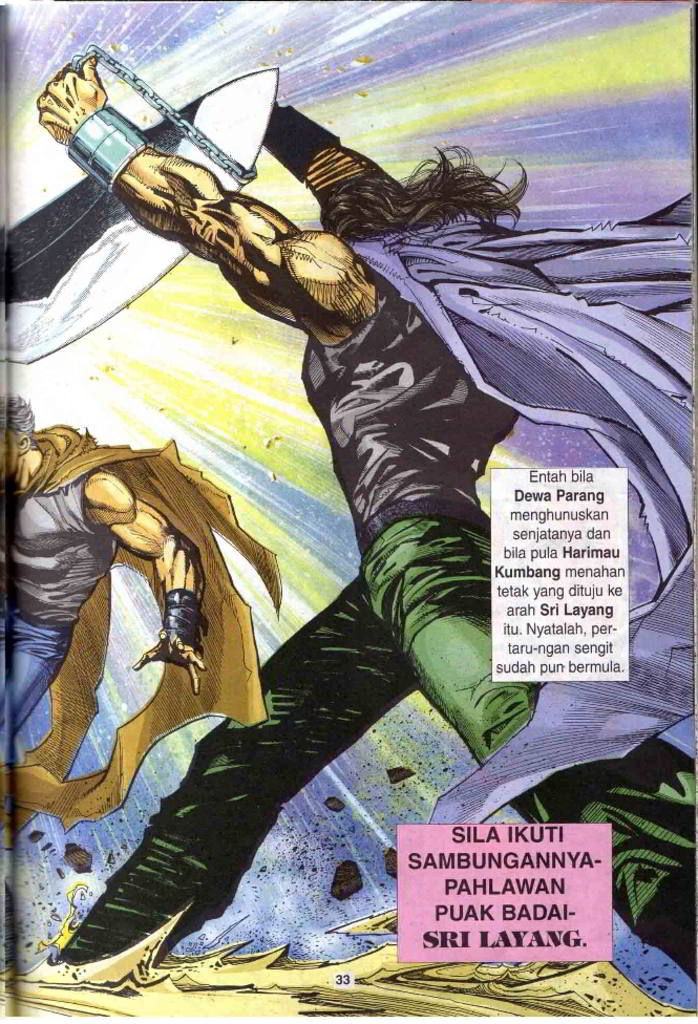 Entah bila
Dewa Parang
menghunuskan
senjatanya dan
bila pula Harimau
Kumbang menahan
tetak yang dituju ke
arah Sri Layang
itu. Nyatalah, per-
taru-ngan sengit
sudah pun bermula.
SILA IKUTI
SAMBUNGANNYA-
PAHLAWAN
PUAK BADAI-
SRI LAYANG.
33